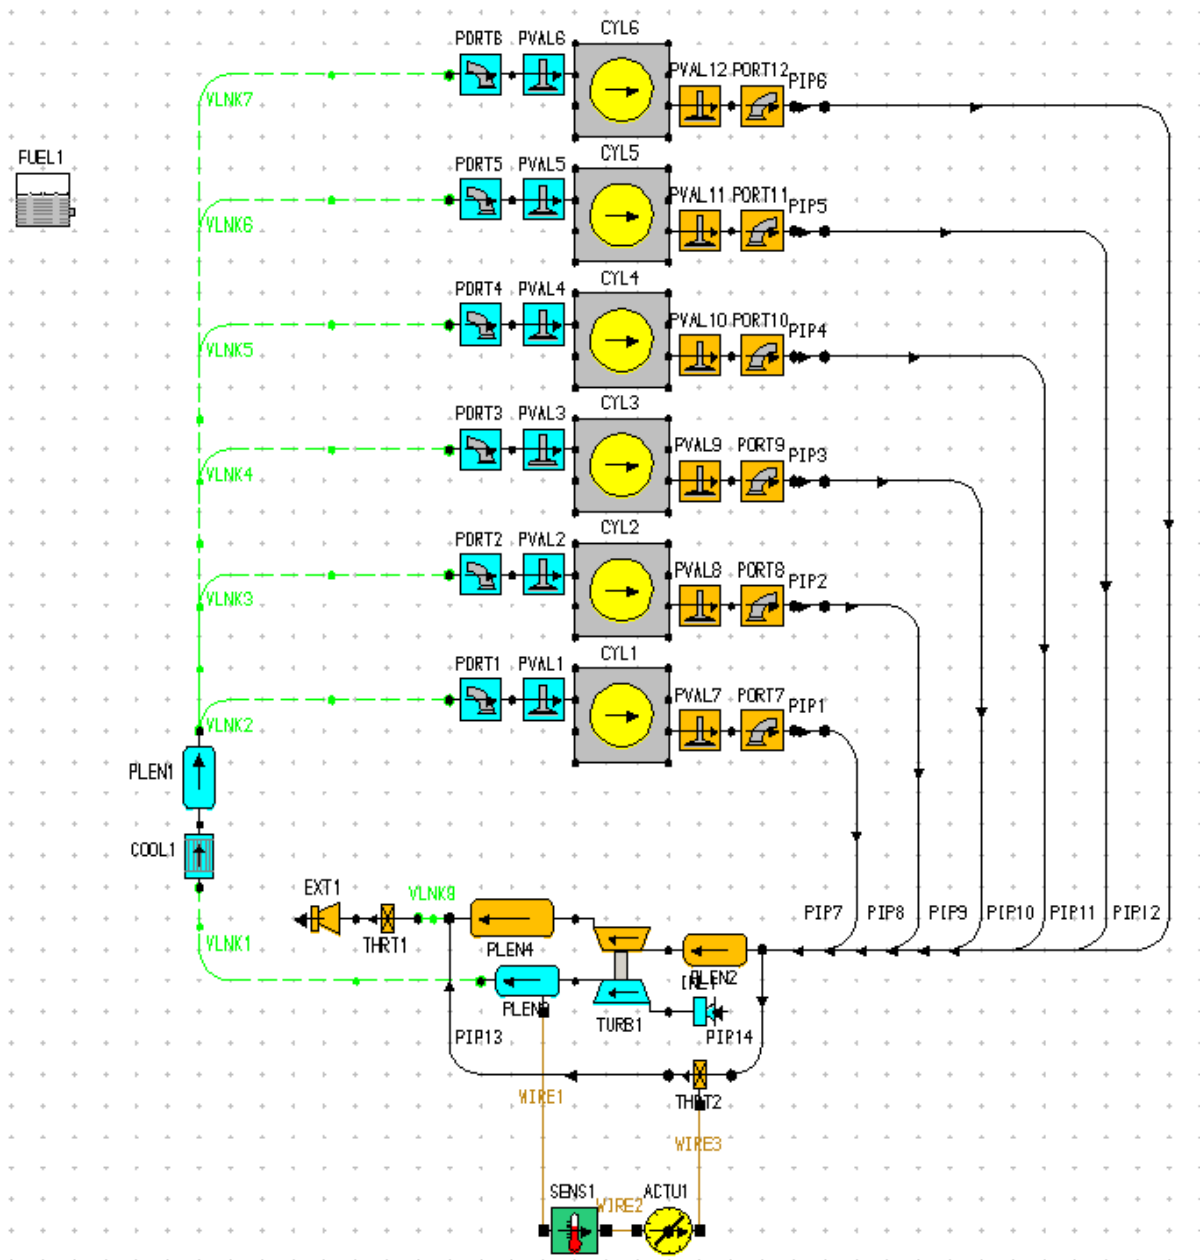 CYL6
PORT6 PVAL6
PVAL12 PORT12
PIP6
VLNK7
FUEL1
CYL5
PORT5 PVAL5
PVAL11 PORT11
PIP5
VLNK6
CYL4
PORT4 PVAL4
PVAL10 PORT10
PIP4
VLNK5
CYL3
PORT3 PVAL3
PVAL9 PORT9 PIP3
VLNK4
CYL2
PORT2 PVAL2
PVAL8 PORT8 PIP2
VLNK3
CYL1
PORT1 PVAL1
PVAL7 PORT7 PIP1
VLNK2
PLEN1
COOL1
EXT1
VLNK9
PIP7 PIP8 PIP9 PIP10 PIP11 PIP12
THRT1
PLEN4
VLNK1
PLEN2
TURB1
PIP13
PIP14
WIRE1
THRT2
WIRE3
SENS1
WIRE2
ACTU1